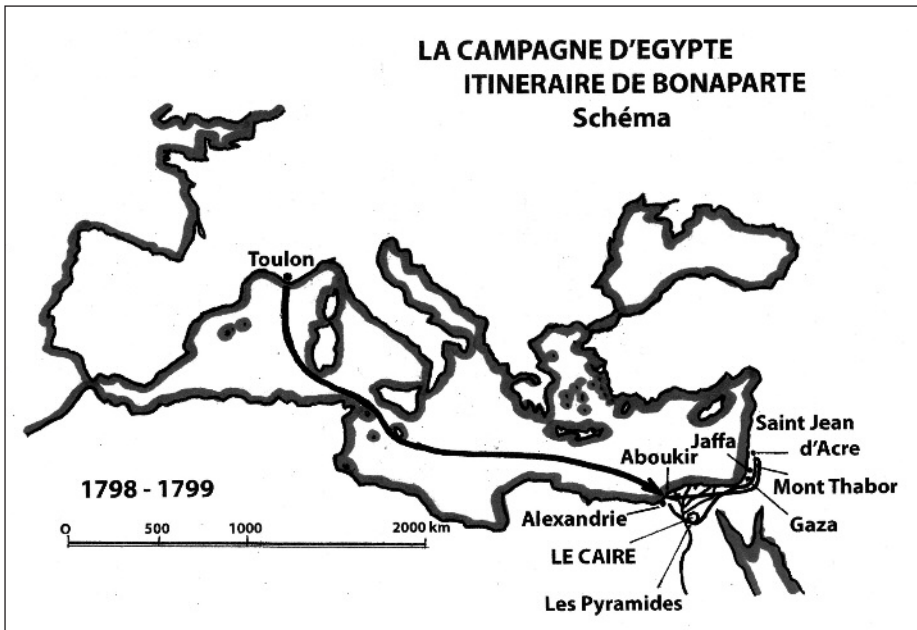 LA CAMPAGNE D'EGYPTE
ITINERAIRE DE BONAPARTE
Schéma
Toulon
Saint Jean
d'Acre
Jaffa
Aboukir
Mont Thabor
1798 - 1799
Alexandrie
Gaza
0 500 1000 2000 km
LE CAIRE
Les Pyramides